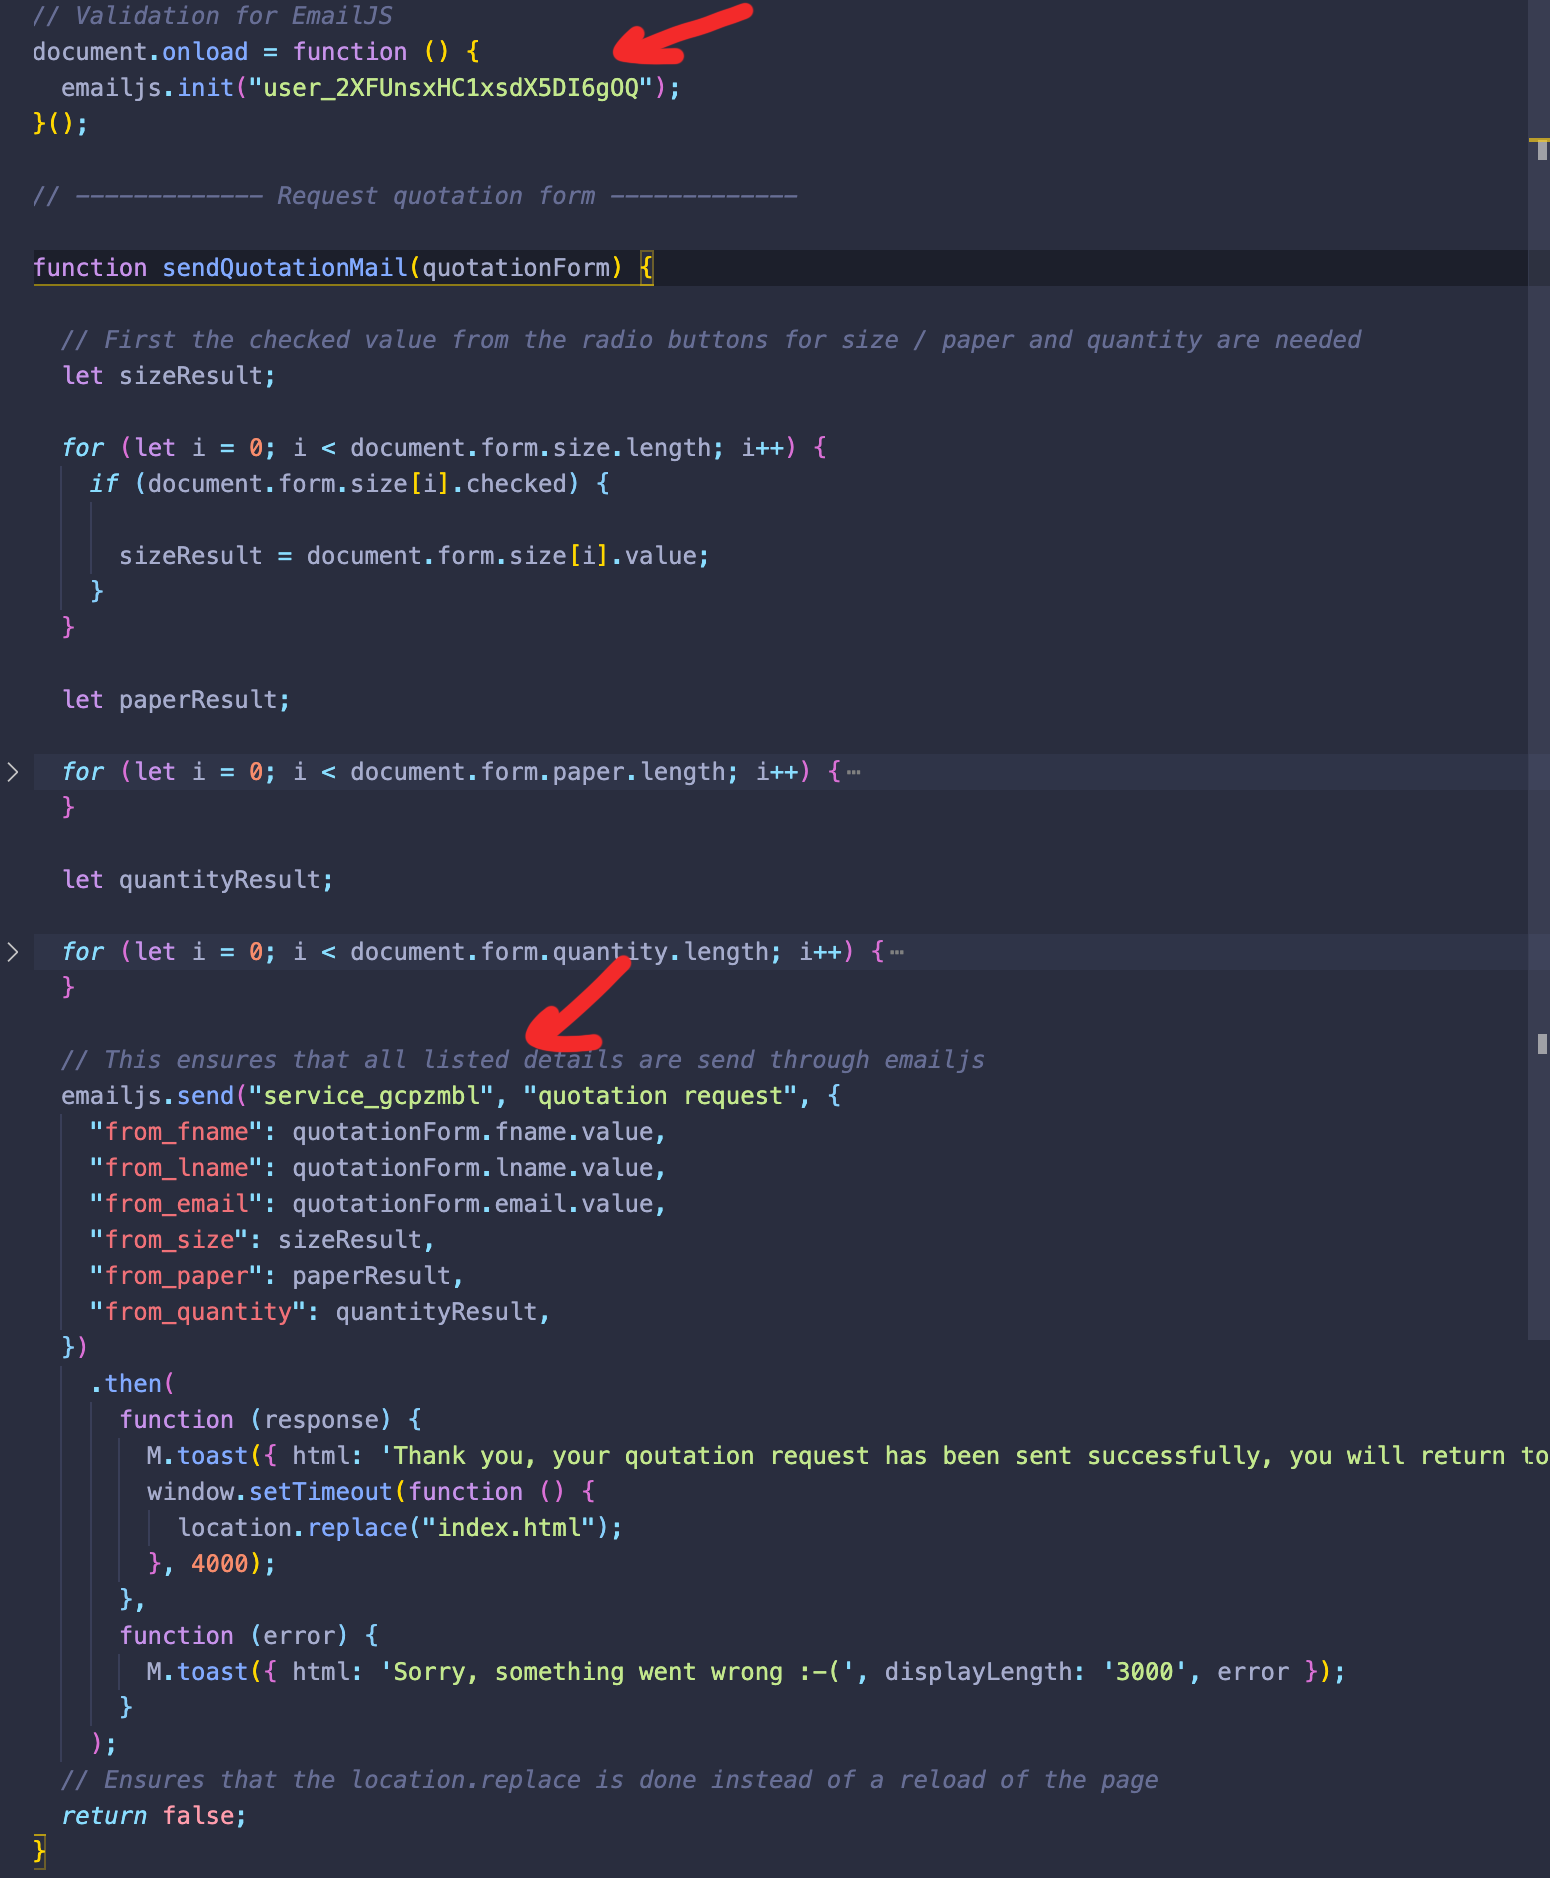 // Validation for EmailJS
document.onload = function () {
  emailjs.init("user_2XFUnsxHC1xsdX5DI6gOQ");
}();
// ————————————— Request quotation form —————————————
function sendQuotationMail(quotationForm) {
  // First the checked value from the radio buttons for size / paper and quantity are needed
  let sizeResult;
  for (let i = 0; i < document.form.size.length; i++) {
    if (document.form.size[i].checked) {
      sizeResult = document.form.size[i].value;
    }
  }
  let paperResult;
  for (let i = 0; i < document.form.paper.length; i++) {…
  }
  let quantityResult;
  for (let i = 0; i < document.form.quantity.length; i++) {…
  }
  // This ensures that all listed details are send through emailjs
  emailjs.send("service_gcpzmbl", "quotation request", {
    "from_fname": quotationForm.fname.value,
    "from_lname": quotationForm.lname.value,
    "from_email": quotationForm.email.value,
    "from_size": sizeResult,
    "from_paper": paperResult,
    "from_quantity": quantityResult,
  })
    .then(
      function (response) {
        M.toast({ html: 'Thank you, your qoutation request has been sent successfully, you will return to
        window.setTimeout(function () {
          location.replace("index.html");
        }, 4000);
      },
      function (error) {
        M.toast({ html: 'Sorry, something went wrong :-(', displayLength: '3000', error });
      }
    );
  // Ensures that the location.replace is done instead of a reload of the page
  return false;
}